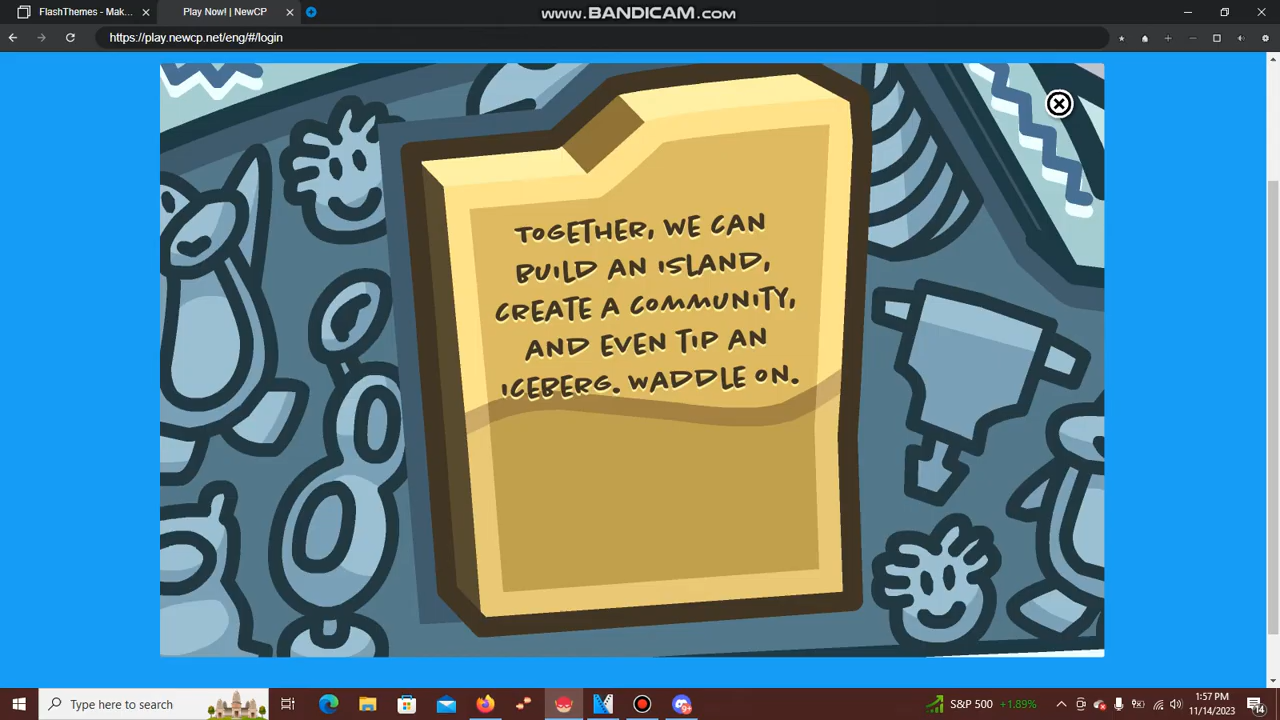 FlashThemes - Mak...
Play Now! | NewCP
www.BANDICAM.com
https://play.newcp.net/eng/#/login
TOGETHER, WE CAN
BUILD AN ISLAND,
CREATE A COMMUNITY,
AND EVEN TIP AN
ICEBERG. WADDLE ON.
Type here to search
S&P 500 +1.89%
1:57 PM
11/14/2023
14